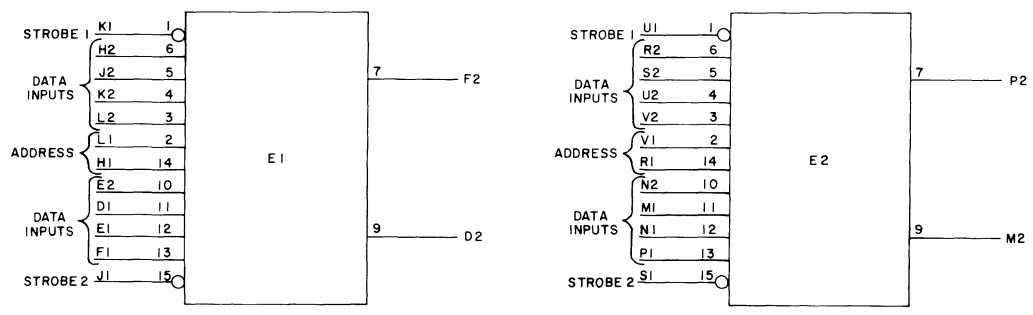 STROBE 1 K1 1
H2 6
J2 5
K2 4
L2 3
DATA INPUTS
L1 2
H1 14
ADDRESS
E2 10
D1 11
E1 12
F1 13
DATA INPUTS
STROBE 2 J1 15
E1
7 F2
9 D2
STROBE 1 U1 1
R2 6
S2 5
U2 4
V2 3
DATA INPUTS
V1 2
R1 14
ADDRESS
N2 10
M1 11
N1 12
P1 13
DATA INPUTS
STROBE 2 S1 15
E2
7 P2
9 M2